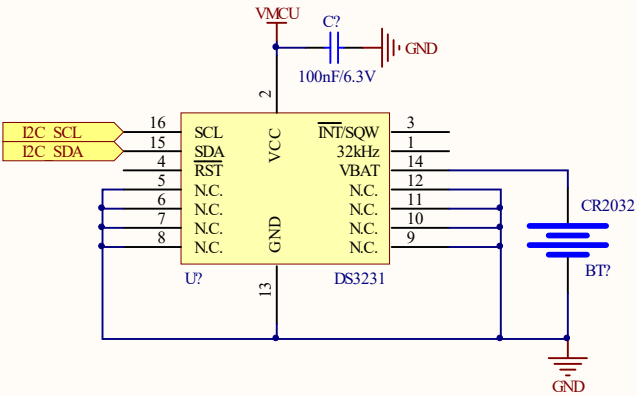 VMCU
C?
GND
100nF/6.3V
2
I2C SCL
16
SCL
VCC
INT/SQW
3
I2C SDA
15
SDA
32kHz
1
4
RST
VBAT
14
5
N.C.
N.C.
12
6
N.C.
N.C.
11
CR2032
7
N.C.
GND
N.C.
10
8
N.C.
N.C.
9
U?
13
DS3231
BT?
GND